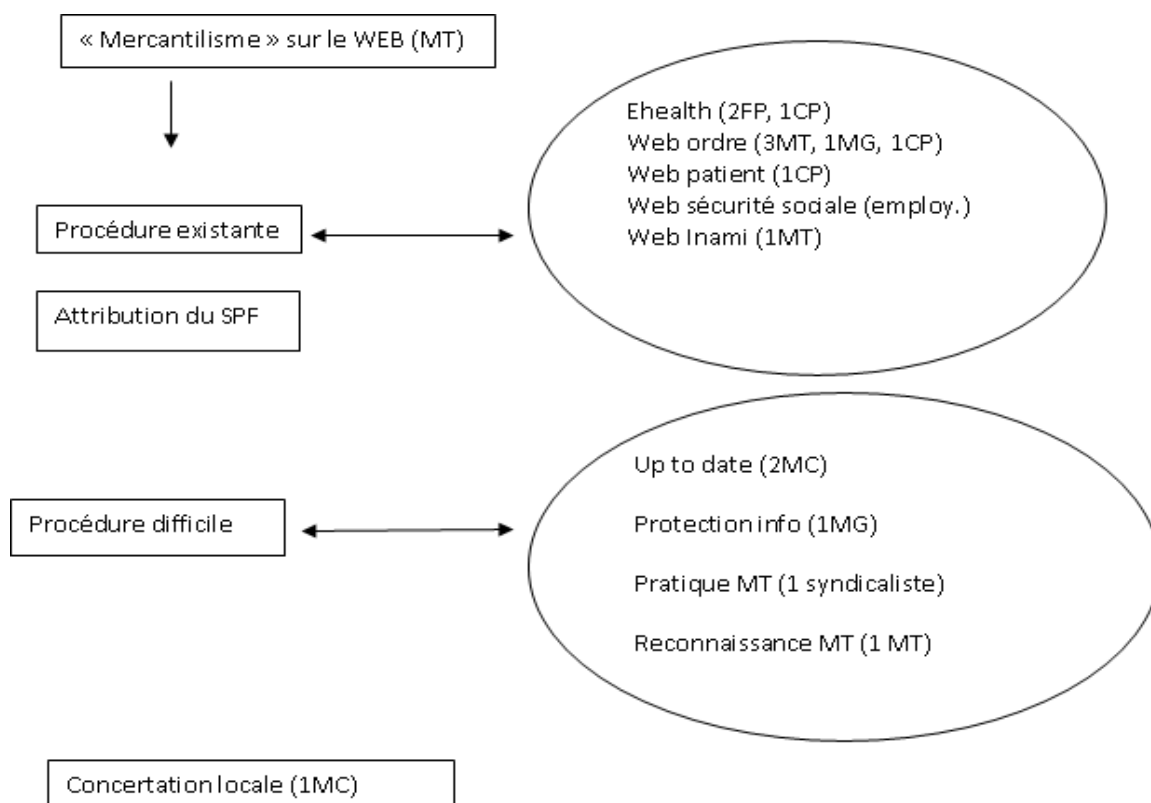 « Mercantilisme » sur le WEB (MT)
Ehealth (2FP, 1CP)
Web ordre (3MT, 1MG, 1CP)
Web patient (1CP)
Web sécurité sociale (employ.)
Web Inami (1MT)
Procédure existante
Attribution du SPF
Up to date (2MC)
Protection info (1MG)
Pratique MT (1 syndicaliste)
Reconnaissance MT (1 MT)
Procédure difficile
Concertation locale (1MC)